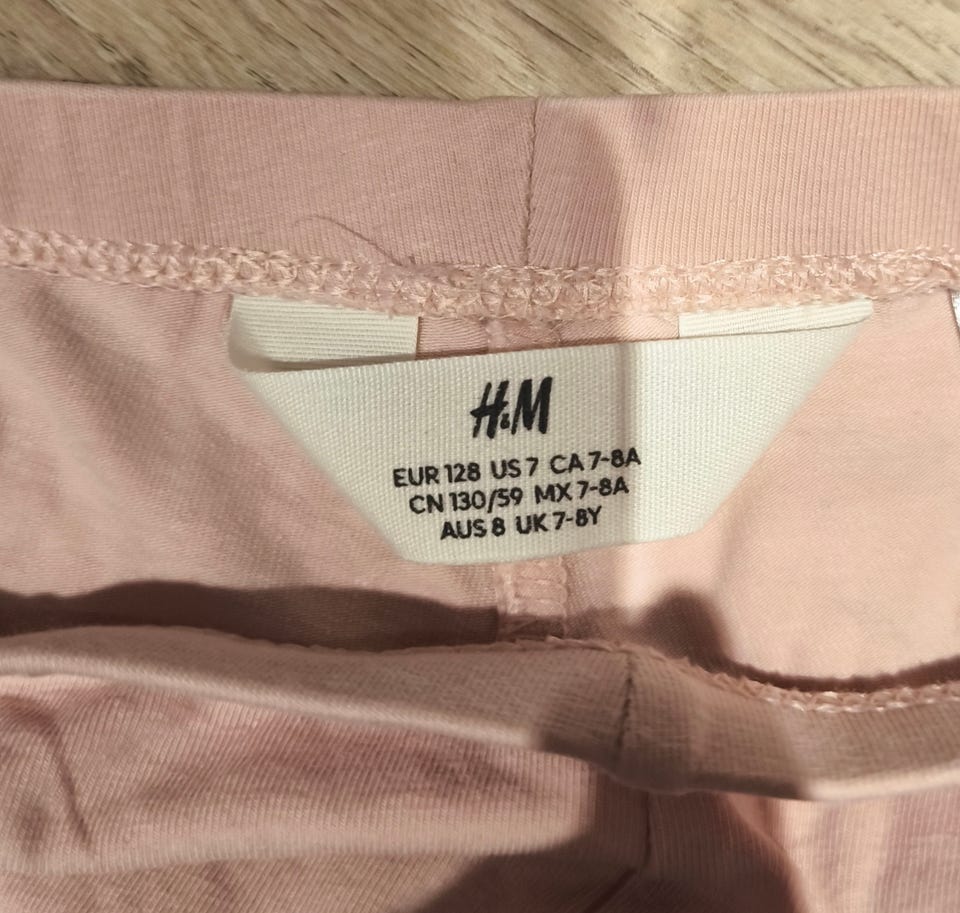 H&M
EUR 128 US 7 CA 7-8A
CN 130/59 MX 7-8A
AUS 8 UK 7-8Y